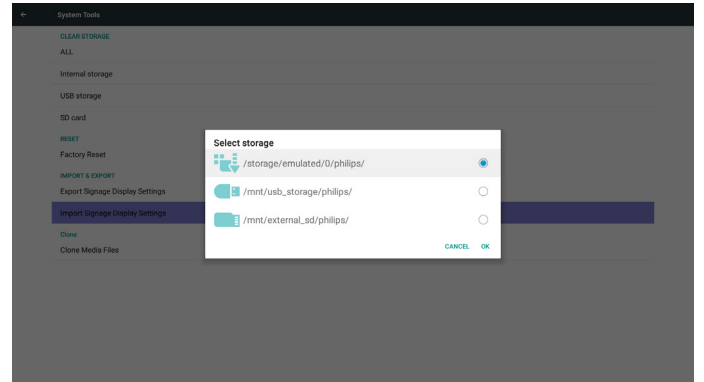 System Tools
CLEAR STORAGE
ALL
Internal storage
USB storage
SD card
RESET
Factory Reset
IMPORT & EXPORT
Export Signage Display Settings
Import Signage Display Settings
Clone
Clone Media Files
Select storage
/storage/emulated/0/philips/
/mnt/usb_storage/philips/
/mnt/external_sd/philips/
CANCEL OK